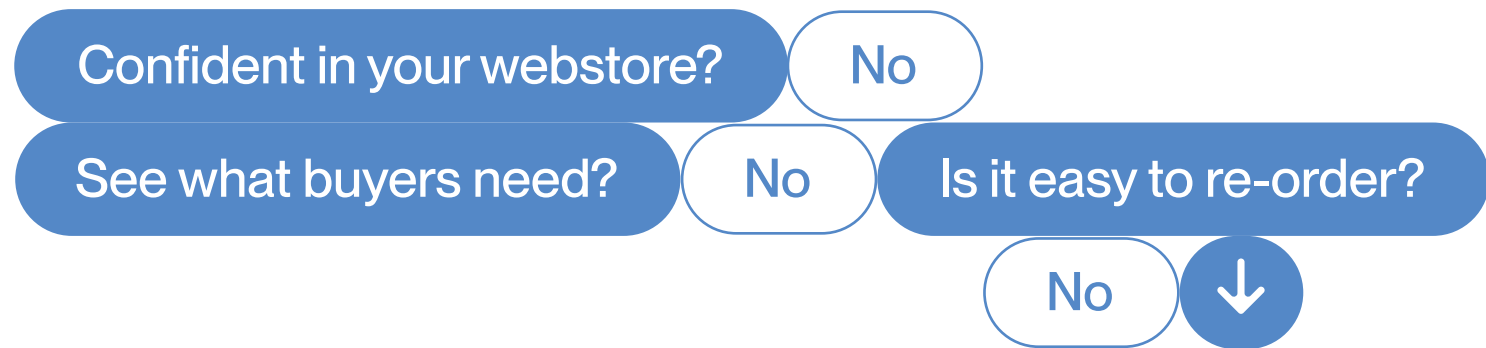 Confident in your webstore? No
See what buyers need? No Is it easy to re-order?
No